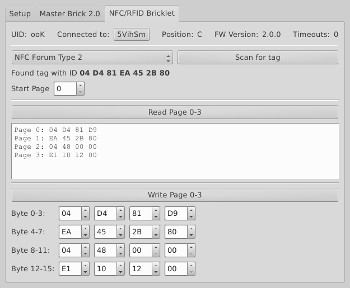 Setup Master Brick 2.0 NFC/RFID Bricklet
UID: ooK Connected to: 5VihSm Position: C FW Version: 2.0.0 Timeouts: 0
NFC Forum Type 2 Scan for tag
Found tag with ID 04 D4 81 EA 45 2B 80
Start Page 0
Read Page 0-3
Page 0: 04 D4 81 D9
Page 1: EA 45 2B 80
Page 2: 04 48 00 00
Page 3: E1 10 12 00
Write Page 0-3
Byte 0-3: 04 D4 81 D9
Byte 4-7: EA 45 2B 80
Byte 8-11: 04 48 00 00
Byte 12-15: E1 10 12 00